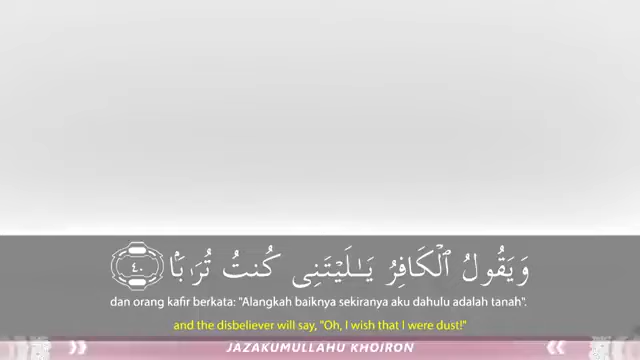 وَيَقُولُ ٱلْكَافِرُ يَـٰلَيْتَنِى كُنتُ تُرَٰبًۢا ٤٠
dan orang kafir berkata: "Alangkah baiknya sekiranya aku dahulu adalah tanah".
and the disbeliever will say, "Oh, I wish that I were dust!"
JAZAKUMULLAHU KHOIRON